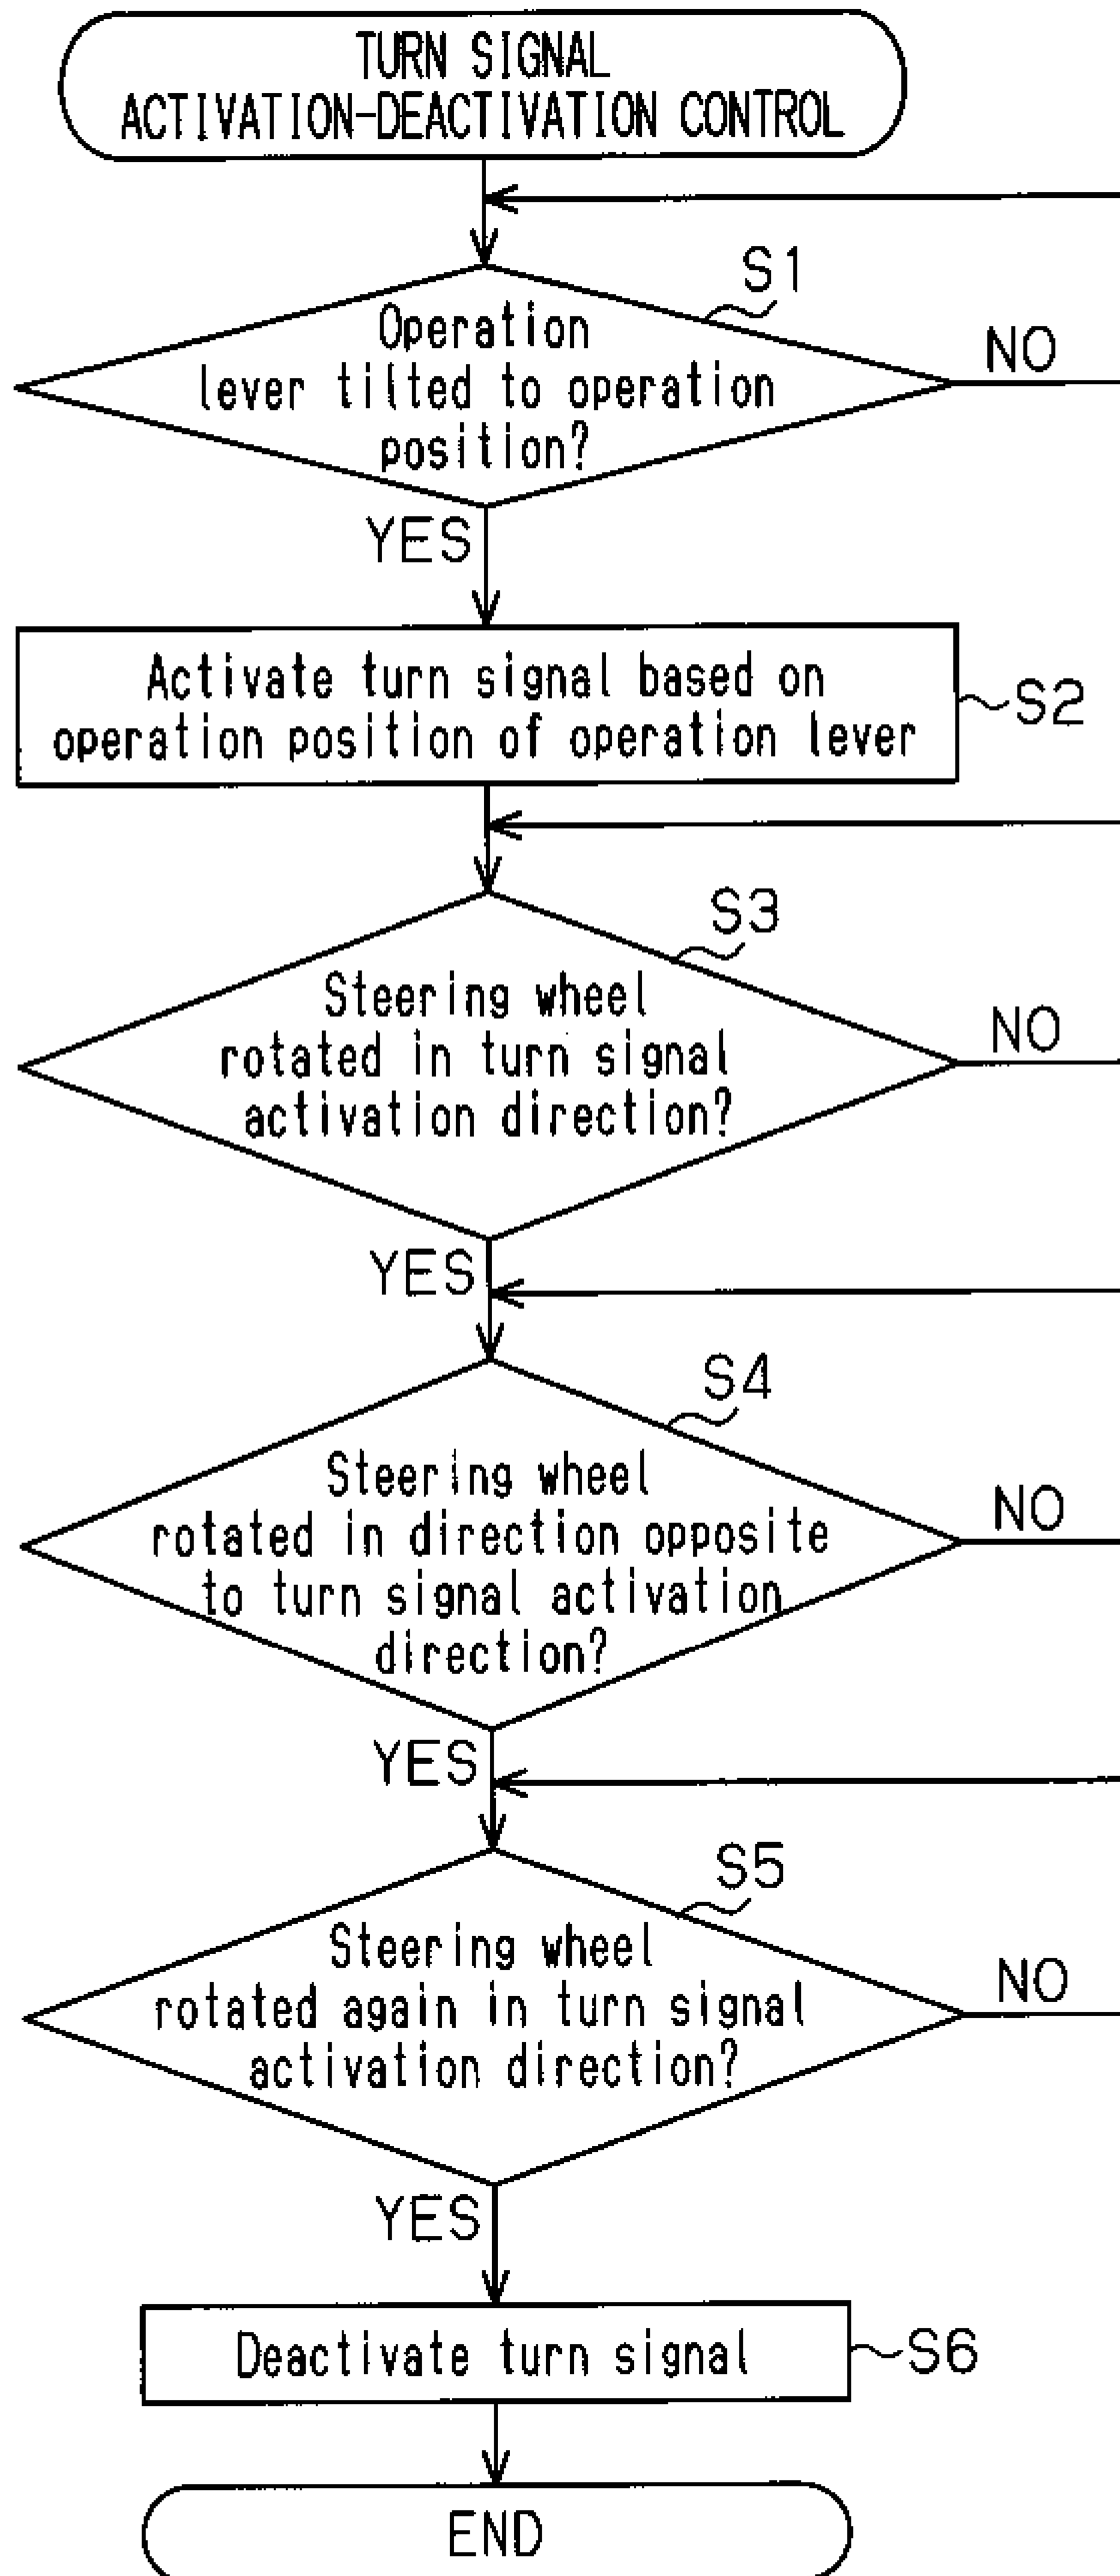 TURN SIGNAL
ACTIVATION-DEACTIVATION CONTROL
S1
Operation
lever tilted to operation
position?
NO
YES
Activate turn signal based on
operation position of operation lever
S2
S3
Steering wheel
rotated in turn signal
activation direction?
NO
YES
S4
Steering wheel
rotated in direction opposite
to turn signal activation
direction?
NO
YES
S5
Steering wheel
rotated again in turn signal
activation direction?
NO
YES
Deactivate turn signal
S6
END